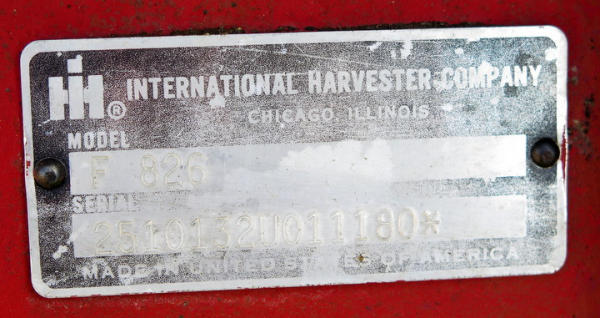 IH® INTERNATIONAL HARVESTER COMPANY
CHICAGO, ILLINOIS
MODEL
F 826
SERIAL
2510132U011180*
MADE IN UNITED STATES OF AMERICA